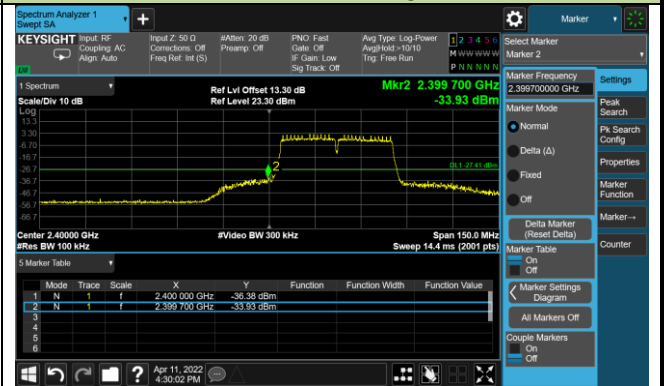 Spectrum Analyzer 1
Swept SA
+
Marker
KEYSIGHT Input: RF Input Z: 50 Ω #Atten: 20 dB PNO: Fast Avg Type: Log-Power 1 2 3 4 5 6
Coupling: AC Corrections: Off Preamp: Off Gate: Off Avg|Hold:>10/10 M W W W W W
Align: Auto Freq Ref: Int (S) IF Gain: Low Trig: Free Run
Sig Track: Off P N N N N N
Select Marker
Marker 2
1 Spectrum
Ref Lvl Offset 13.30 dB
Mkr2 2.399 700 GHz
Scale/Div 10 dB
Ref Level 23.30 dBm
-33.93 dBm
Log
13.3
3.30
-6.70
-16.7
-26.7
-36.7
-46.7
-56.7
-66.7
2
DL1 -27.41 dBm
Center 2.40000 GHz #Video BW 300 kHz Span 150.0 MHz
#Res BW 100 kHz Sweep 14.4 ms (2001 pts)
5 Marker Table
Mode Trace Scale X Y Function Function Width Function Value
1 N 1 f 2.400 000 GHz -36.38 dBm
2 N 1 f 2.399 700 GHz -33.93 dBm
3
4
5
6
Marker Frequency
2.399700000 GHz
Marker Mode
Normal
Delta (Δ)
Fixed
Off
Delta Marker
(Reset Delta)
Marker Table
On
Off
Marker Settings
Diagram
All Markers Off
Couple Markers
On
Off
Settings
Peak
Search
Pk Search
Config
Properties
Marker
Function
Marker→
Counter
?
Apr 11, 2022
4:30:02 PM